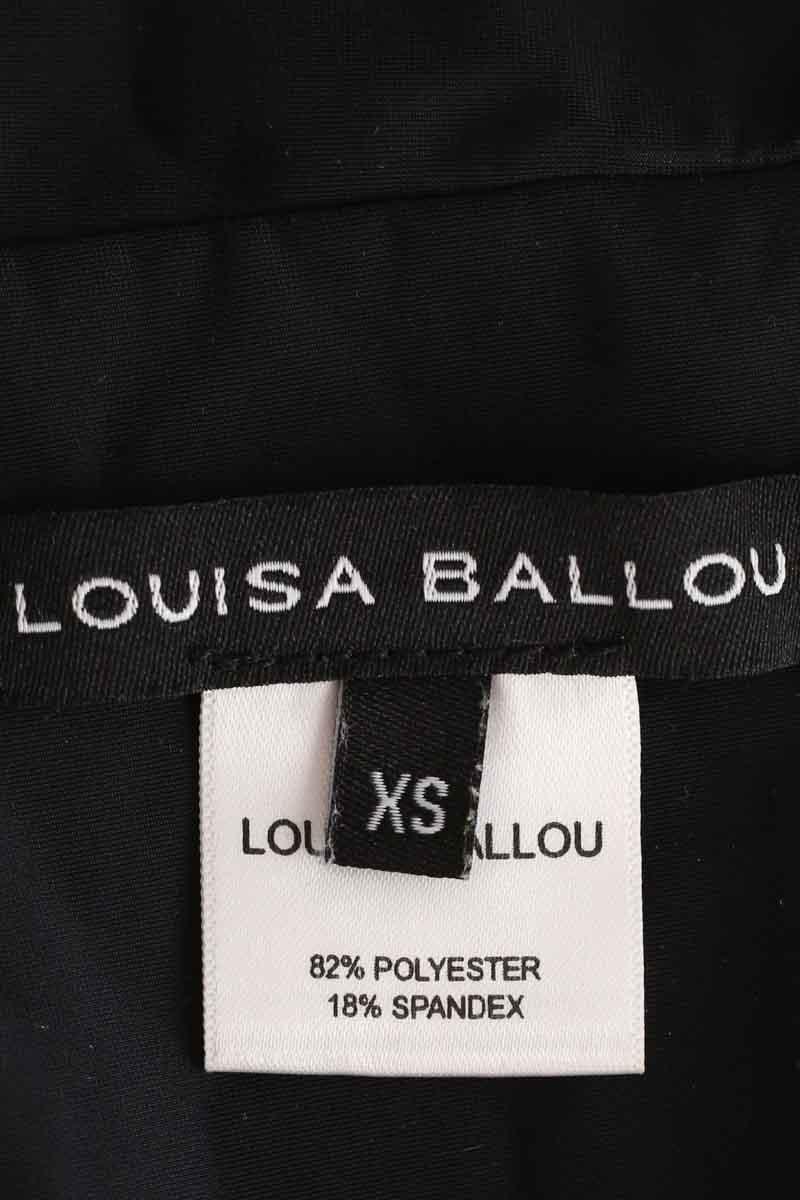 LOUISA BALLOU
XS
LOU ALLOU
82% POLYESTER
18% SPANDEX